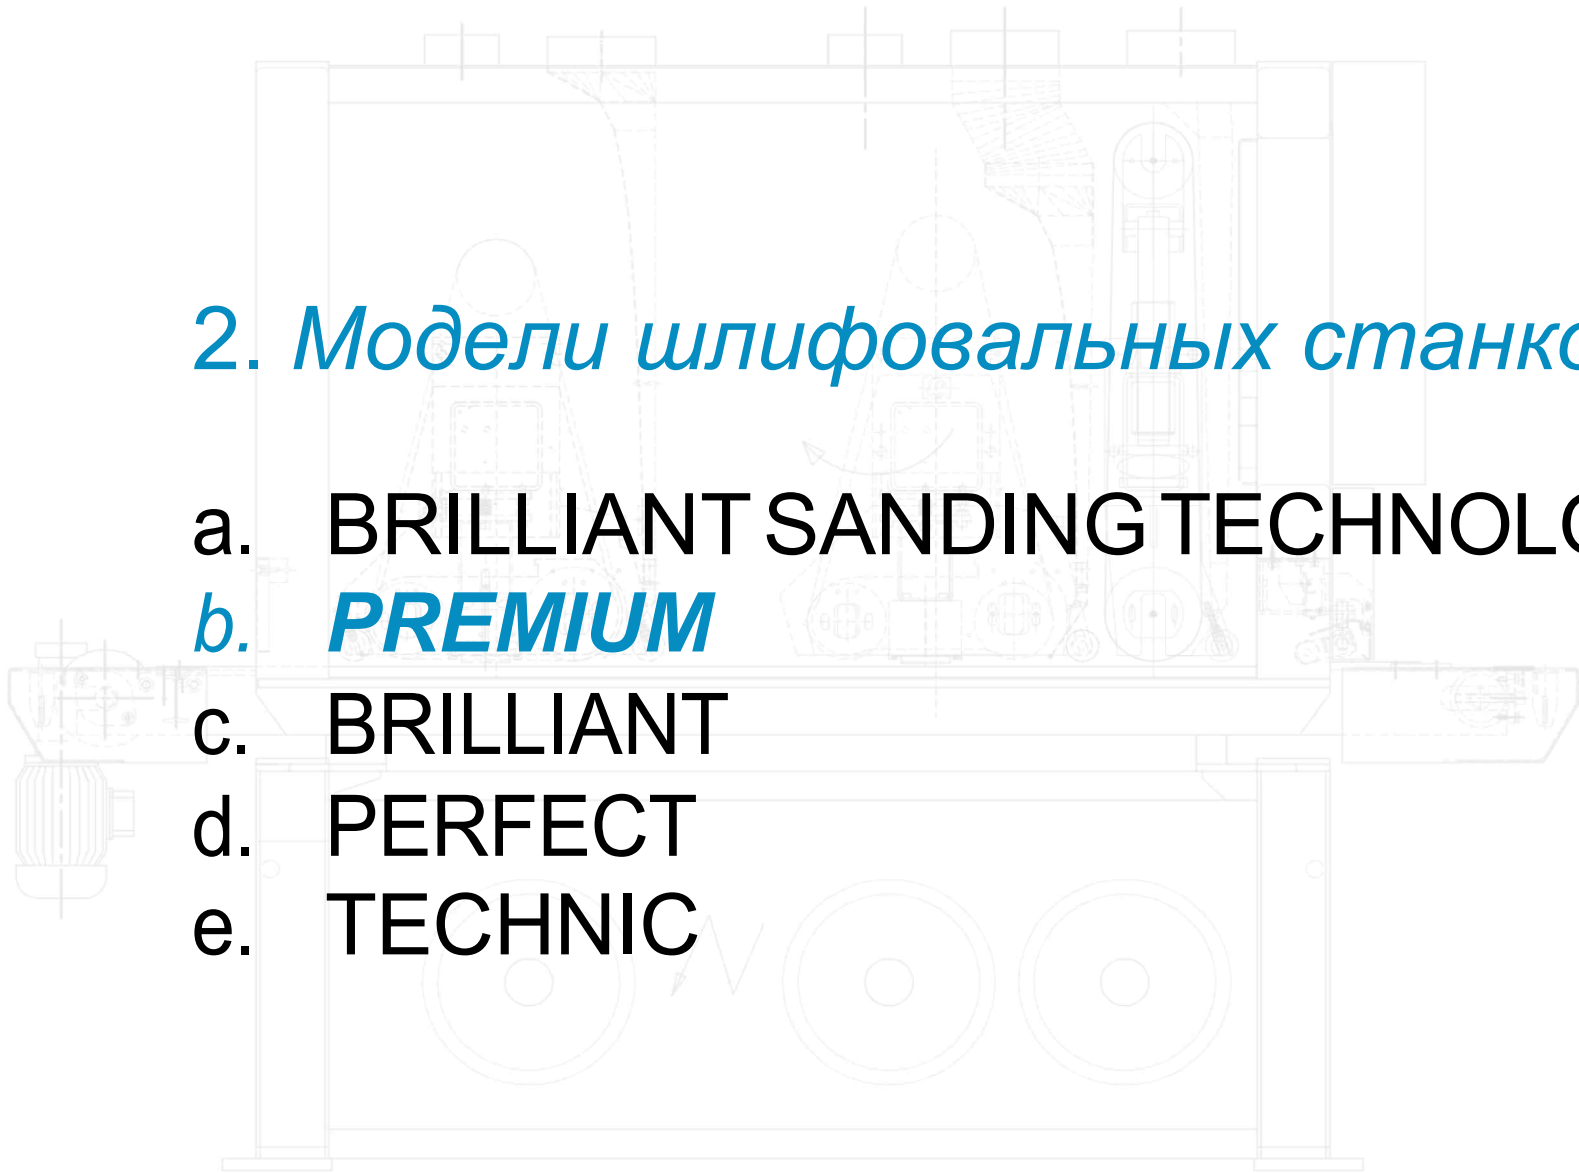 2. Модели шлифовальных станко
a. BRILLIANT SANDING TECHNOLO
b. PREMIUM
c. BRILLIANT
d. PERFECT
e. TECHNIC